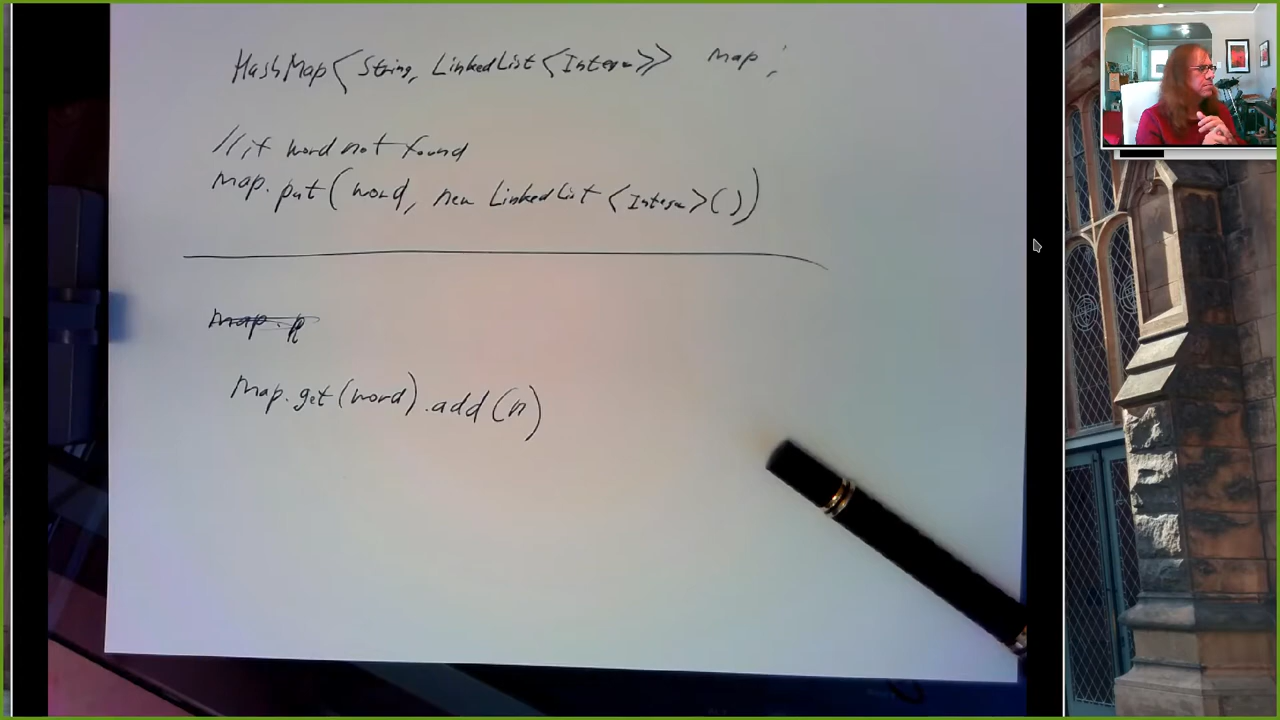 HashMap<String, LinkedList<Integer>> map;
//if word not found
map.put(word, new LinkedList<Integer>())
map.p
map.get(word).add(n)